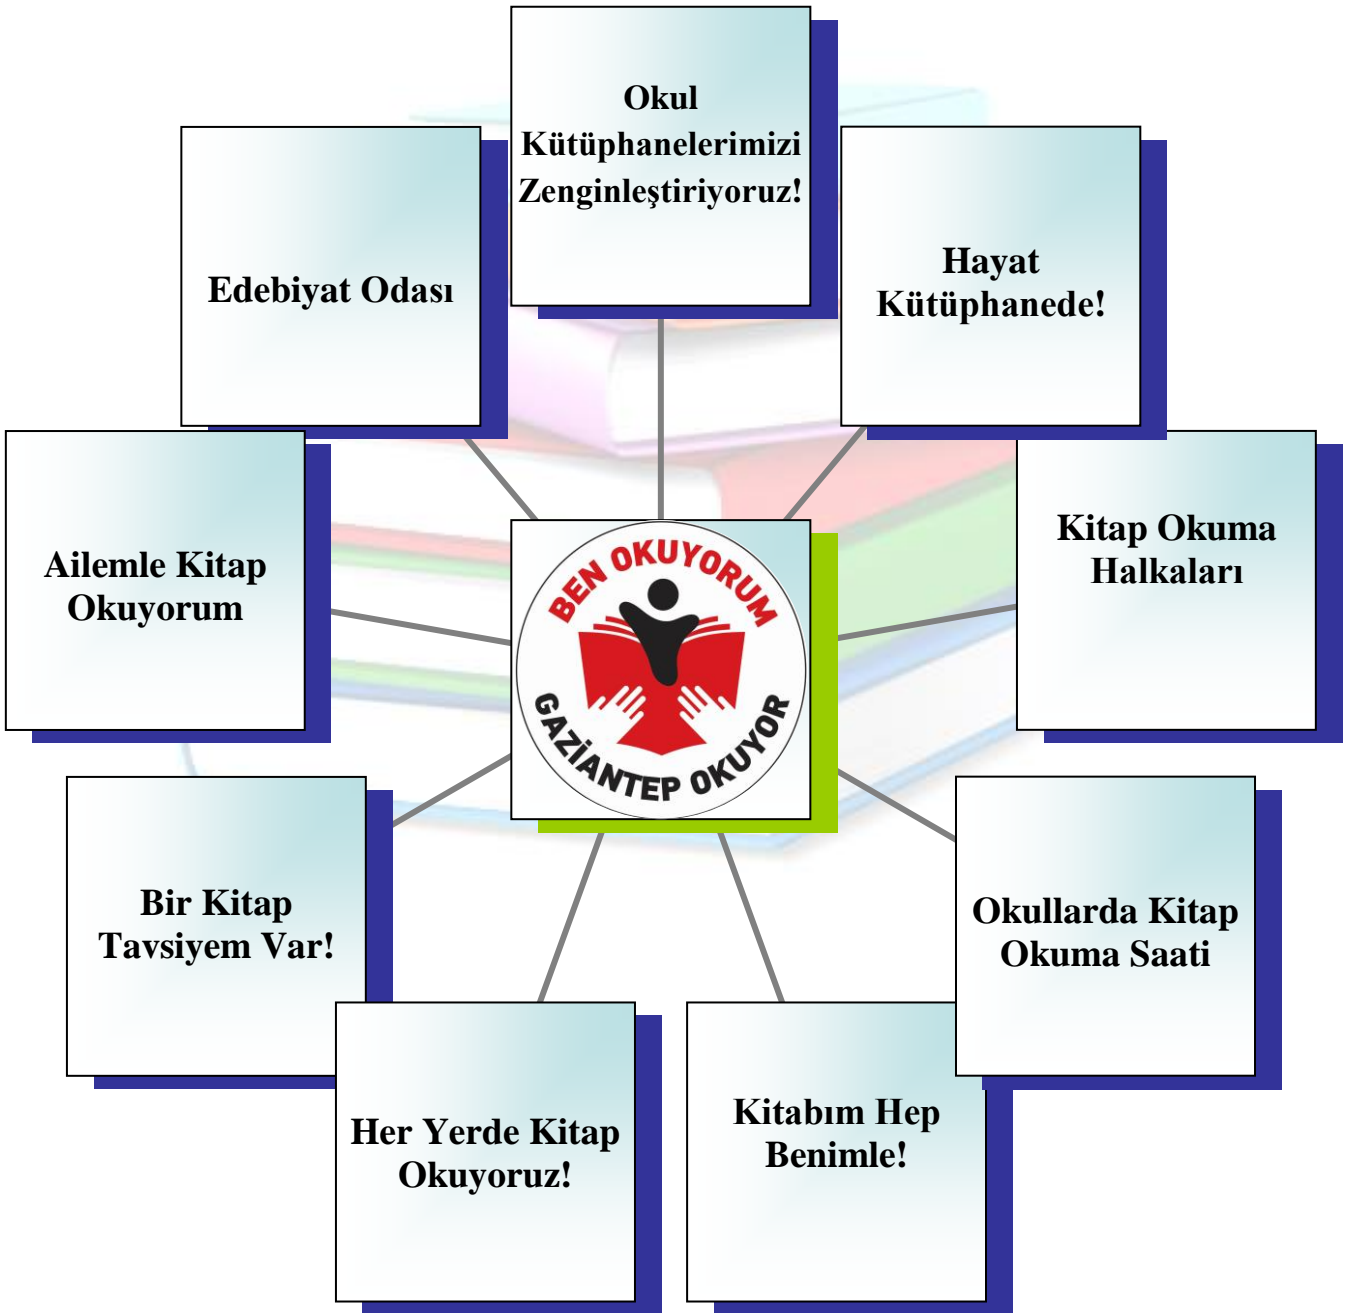 Okul
Kütüphanelerimizi
Zenginleştiriyoruz!
Hayat
Kütüphanede!
Kitap Okuma
Halkaları
Okullarda Kitap
Okuma Saati
Kitabım Hep
Benimle!
Her Yerde Kitap
Okuyoruz!
Bir Kitap
Tavsiyem Var!
Ailemle Kitap
Okuyorum
Edebiyat Odası
BEN OKUYORUM
GAZİANTEP OKUYOR